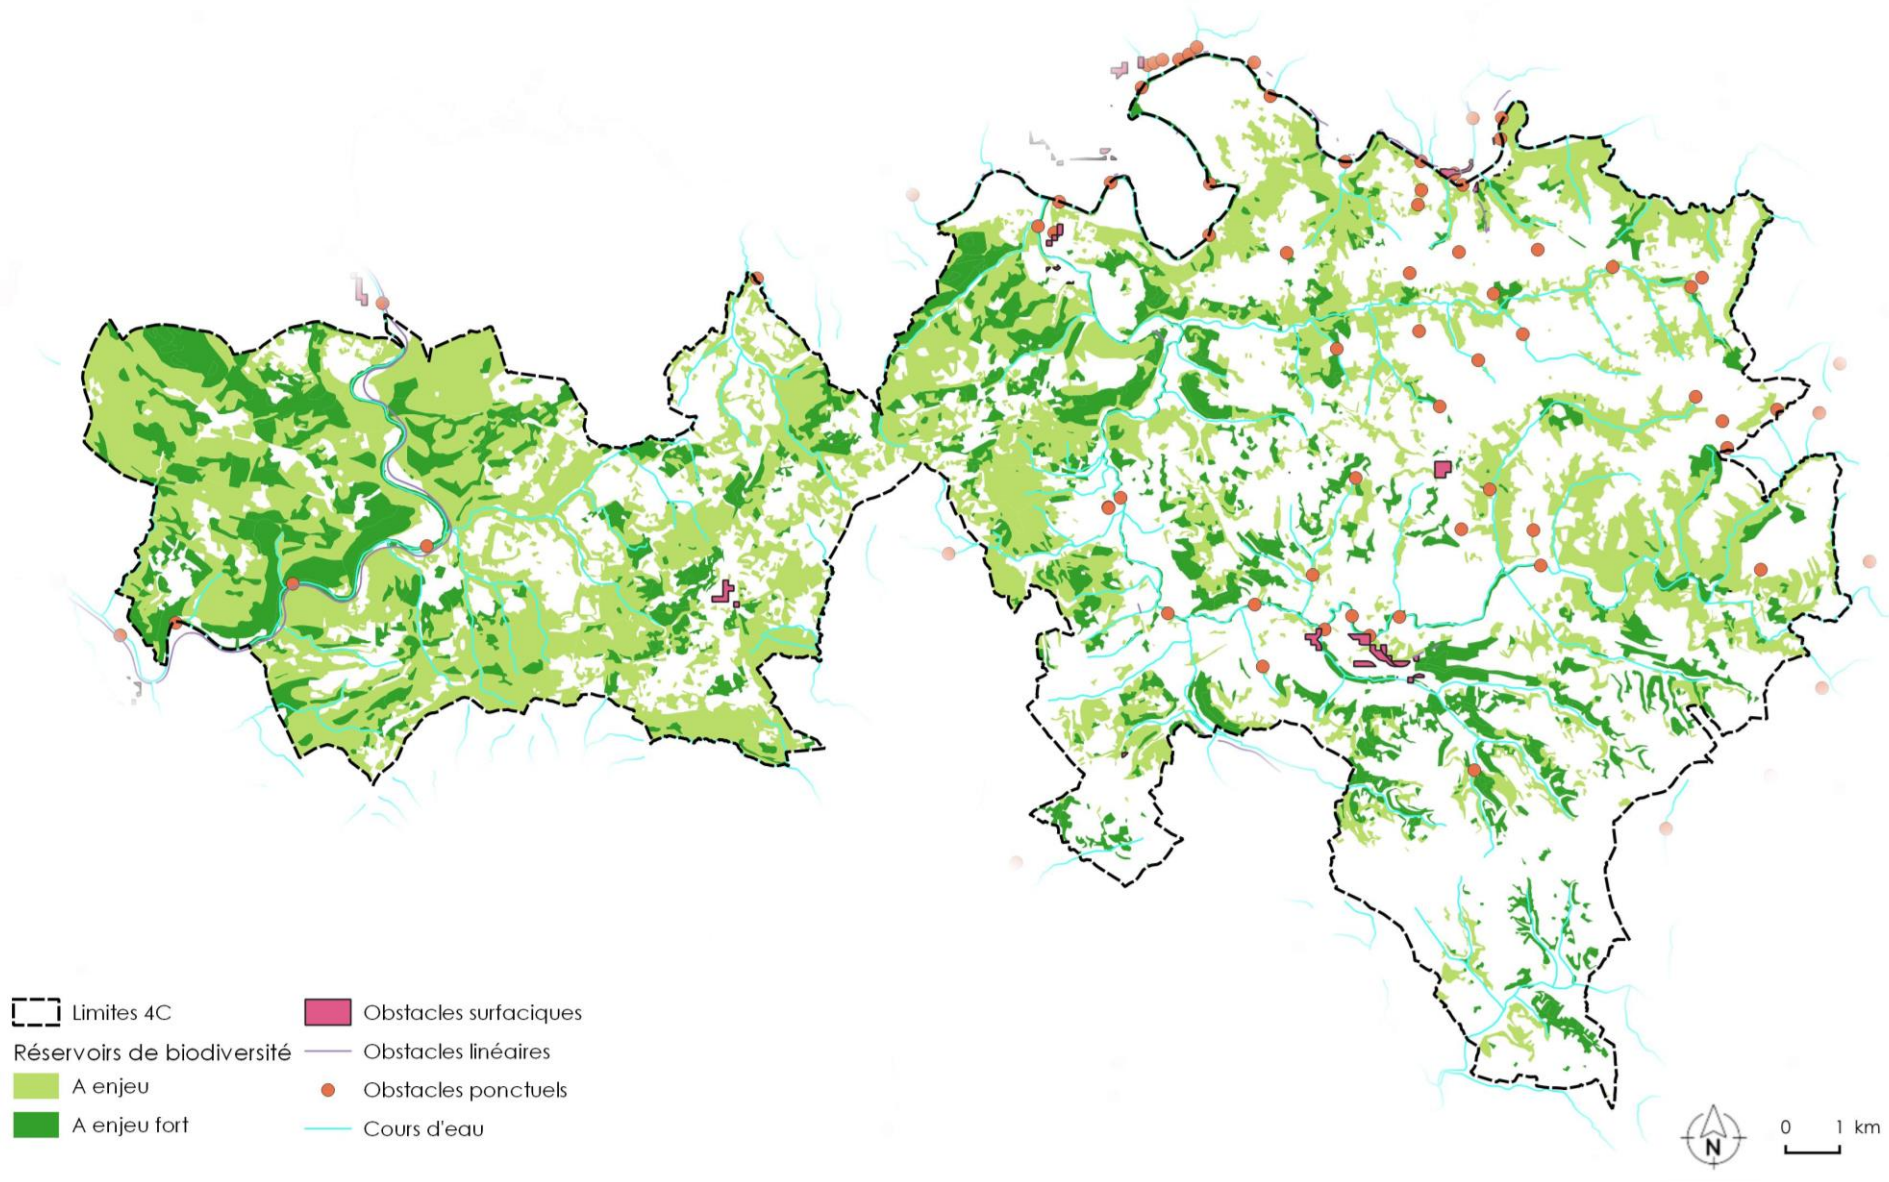 Limites 4C
Réservoirs de biodiversité
A enjeu
A enjeu fort
Obstacles surfaciques
Obstacles linéaires
Obstacles ponctuels
Cours d'eau
N
0 1 km